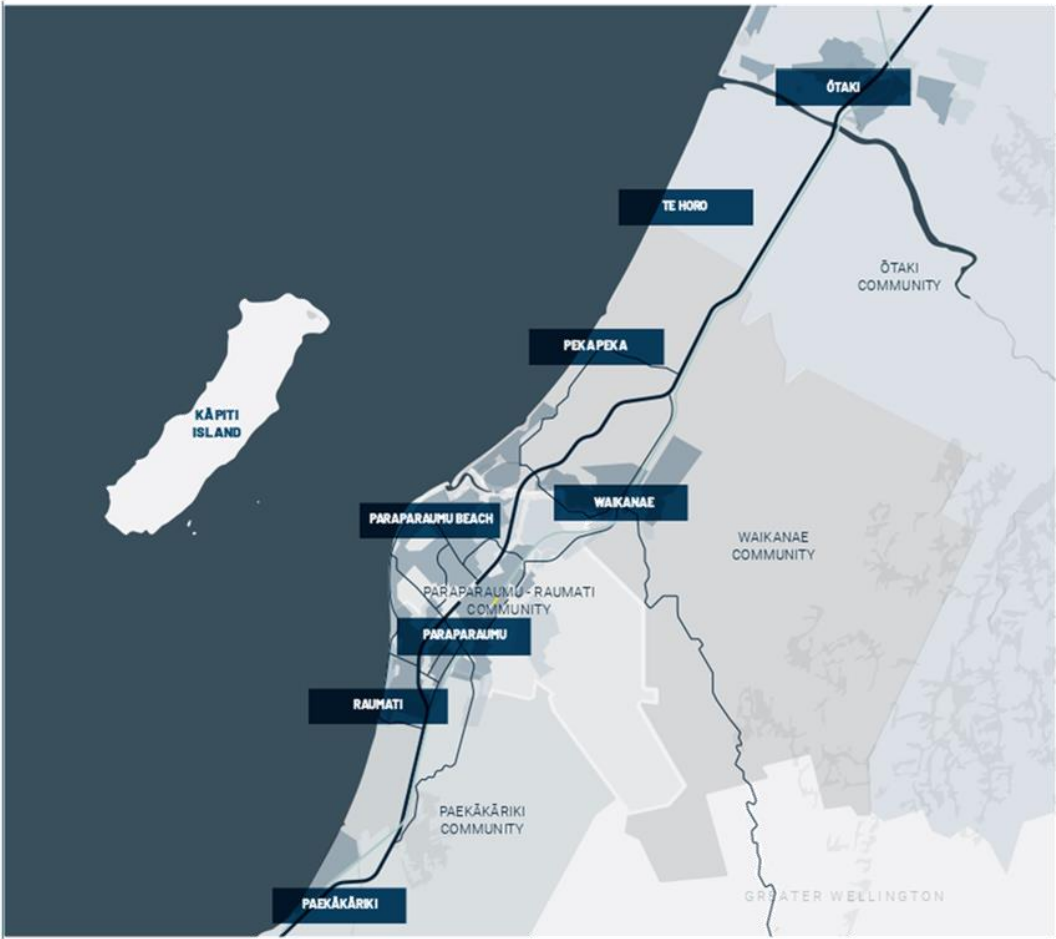 ŌTAKI
TE HORO
ŌTAKI
COMMUNITY
PEKAPEKA
KĀPITI
ISLAND
WAIKANAE
PARAPARAUMU BEACH
WAIKANAE
COMMUNITY
PARAPARAUMU - RAUMATI
COMMUNITY
PARAPARAUMU
RAUMATI
PAEKĀKĀRIKI
COMMUNITY
GREATER WELLINGTON
PAEKĀKĀRIKI